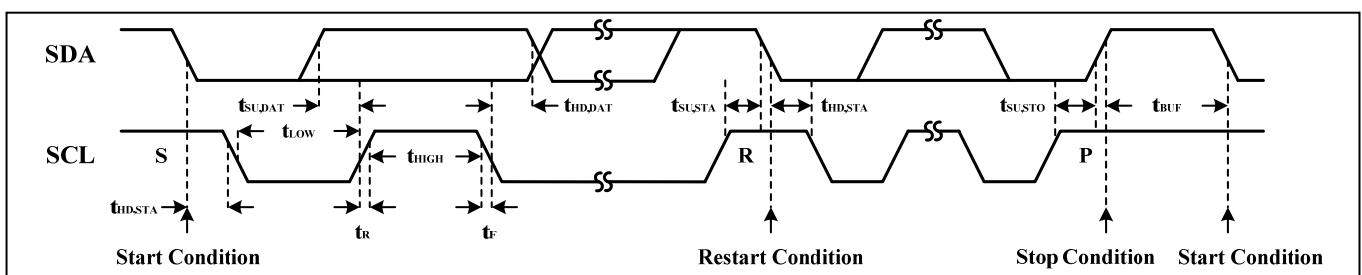 SDA
tSU,DAT tHD,DAT tSU,STA tHD,STA tSU,STO tBUF
tLOW
SCL S tHIGH R P
tHD,STA
tR tF
Start Condition Restart Condition Stop Condition Start Condition